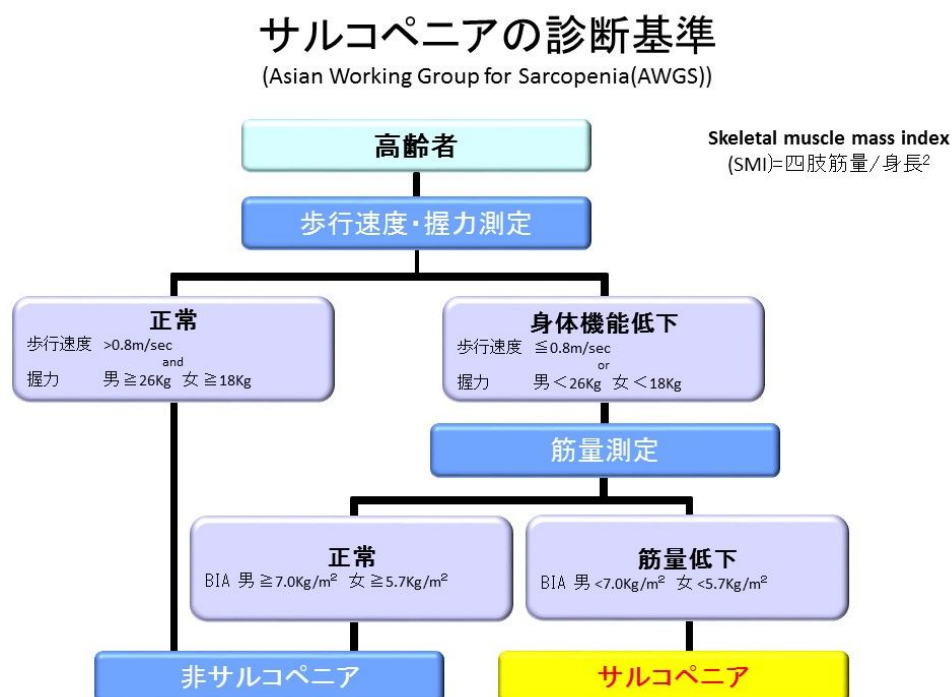 サルコペニアの診断基準
(Asian Working Group for Sarcopenia(AWGS))
高齢者
Skeletal muscle mass index
(SMI)=四肢筋量/身長²
歩行速度・握力測定
正常
歩行速度 >0.8m/sec
and
握力 男≧26Kg 女≧18Kg
身体機能低下
歩行速度 ≦0.8m/sec
or
握力 男<26Kg 女<18Kg
筋量測定
正常
BIA 男≧7.0Kg/m² 女≧5.7Kg/m²
筋量低下
BIA 男<7.0Kg/m² 女<5.7Kg/m²
非サルコペニア
サルコペニア